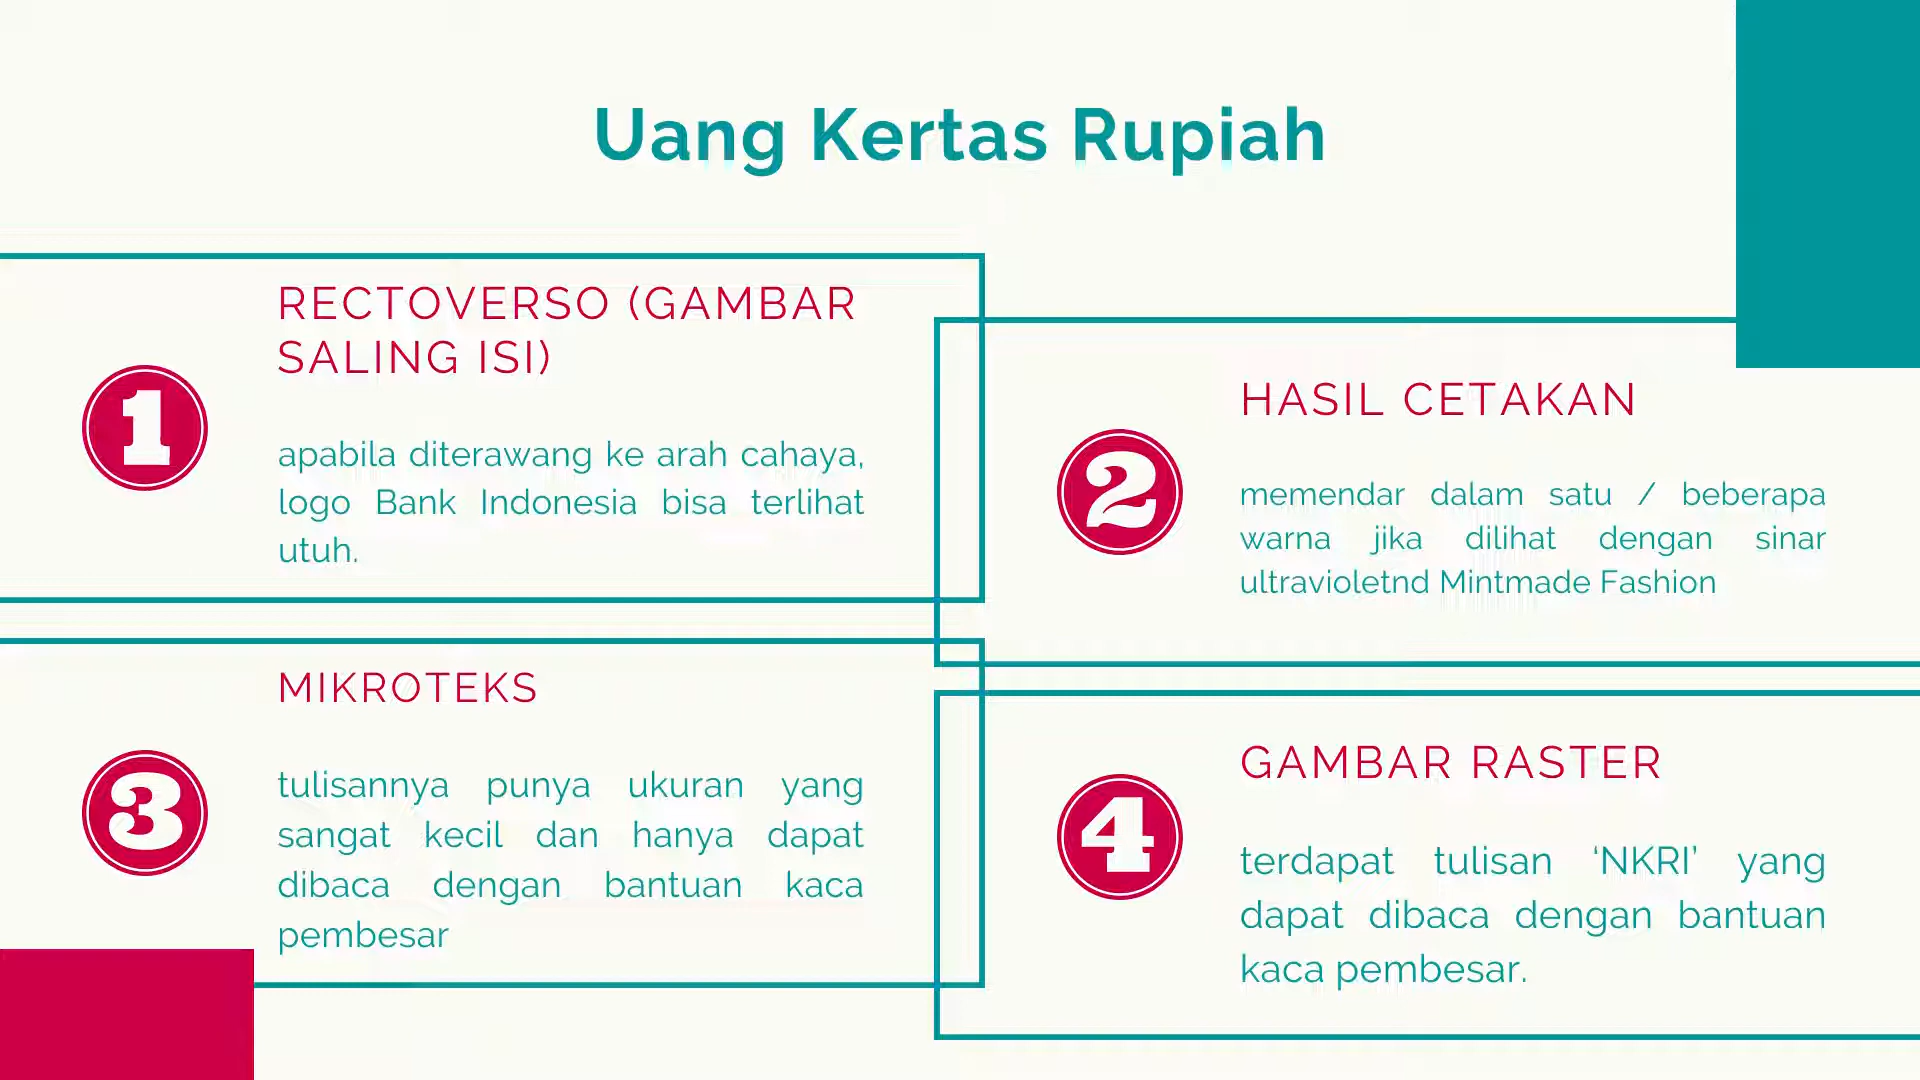 Uang Kertas Rupiah
1
RECTOVERSO (GAMBAR
SALING ISI)
apabila diterawang ke arah cahaya,
logo Bank Indonesia bisa terlihat
utuh.
2
HASIL CETAKAN
memendar dalam satu / beberapa
warna jika dilihat dengan sinar
ultravioletnd Mintmade Fashion
3
MIKROTEKS
tulisannya punya ukuran yang
sangat kecil dan hanya dapat
dibaca dengan bantuan kaca
pembesar
4
GAMBAR RASTER
terdapat tulisan ‘NKRI’ yang
dapat dibaca dengan bantuan
kaca pembesar.